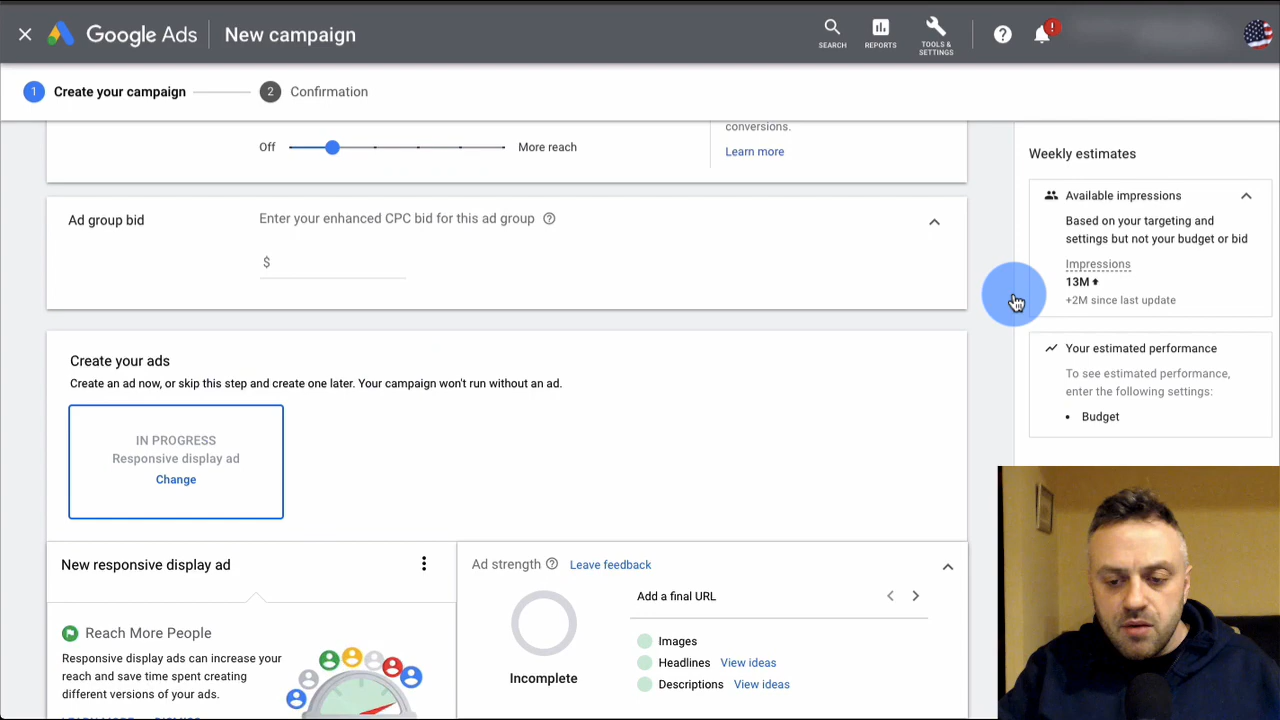 Google Ads
New campaign
SEARCH
REPORTS
TOOLS & SETTINGS
!
1 Create your campaign
2 Confirmation
Off
More reach
conversions.
Learn more
Ad group bid
Enter your enhanced CPC bid for this ad group
$
Create your ads
Create an ad now, or skip this step and create one later. Your campaign won't run without an ad.
IN PROGRESS
Responsive display ad
Change
New responsive display ad
Reach More People
Responsive display ads can increase your
reach and save time spent creating
different versions of your ads.
LEARN MORE DISMISS
Ad strength
Leave feedback
Incomplete
Add a final URL
Images
Headlines View ideas
Descriptions View ideas
Weekly estimates
Available impressions
Based on your targeting and
settings but not your budget or bid
Impressions
13M
+2M since last update
Your estimated performance
To see estimated performance,
enter the following settings:
• Budget